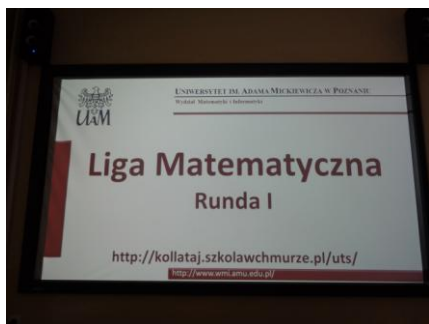 UNIWERSYTET IM. ADAMA MICKIEWICZA W POZNANIU
Wydział Matematyki i Informatyki
UAM
Liga Matematyczna
Runda I
http://kollataj.szkolawchmurze.pl/uts/
http://www.wmi.amu.edu.pl/